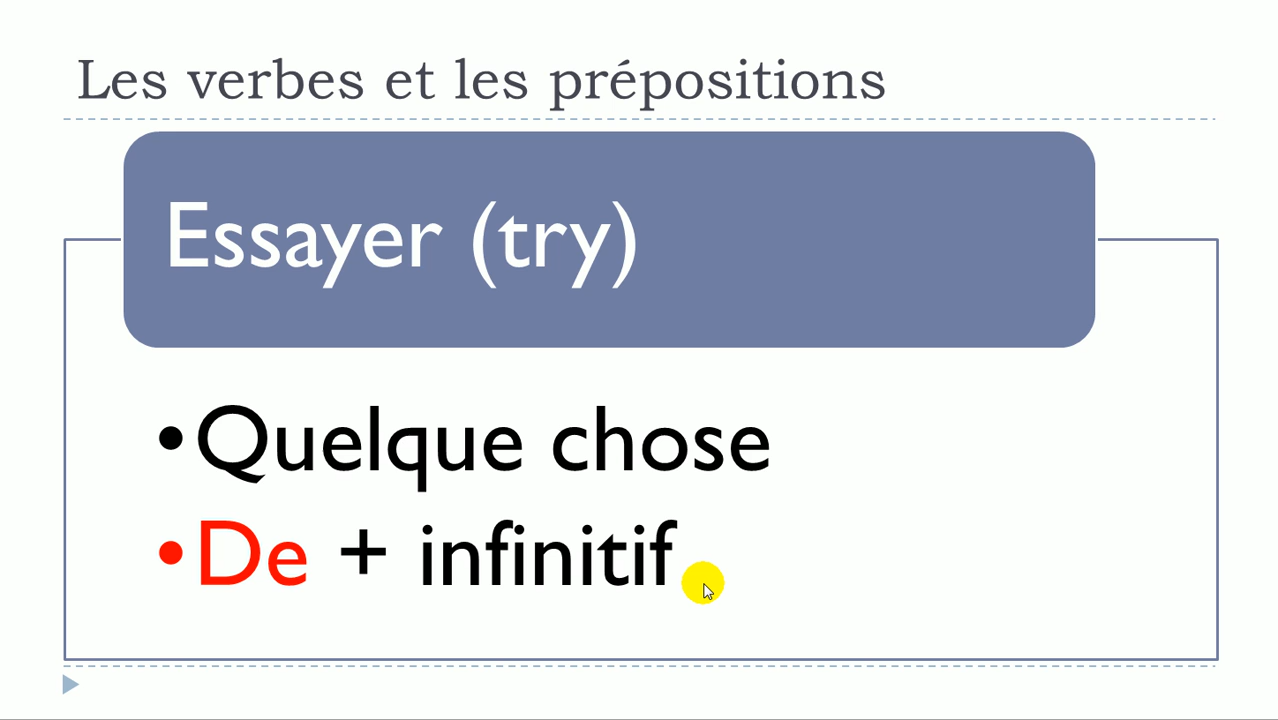 Les verbes et les prépositions
Essayer (try)
•Quelque chose
•De + infinitif